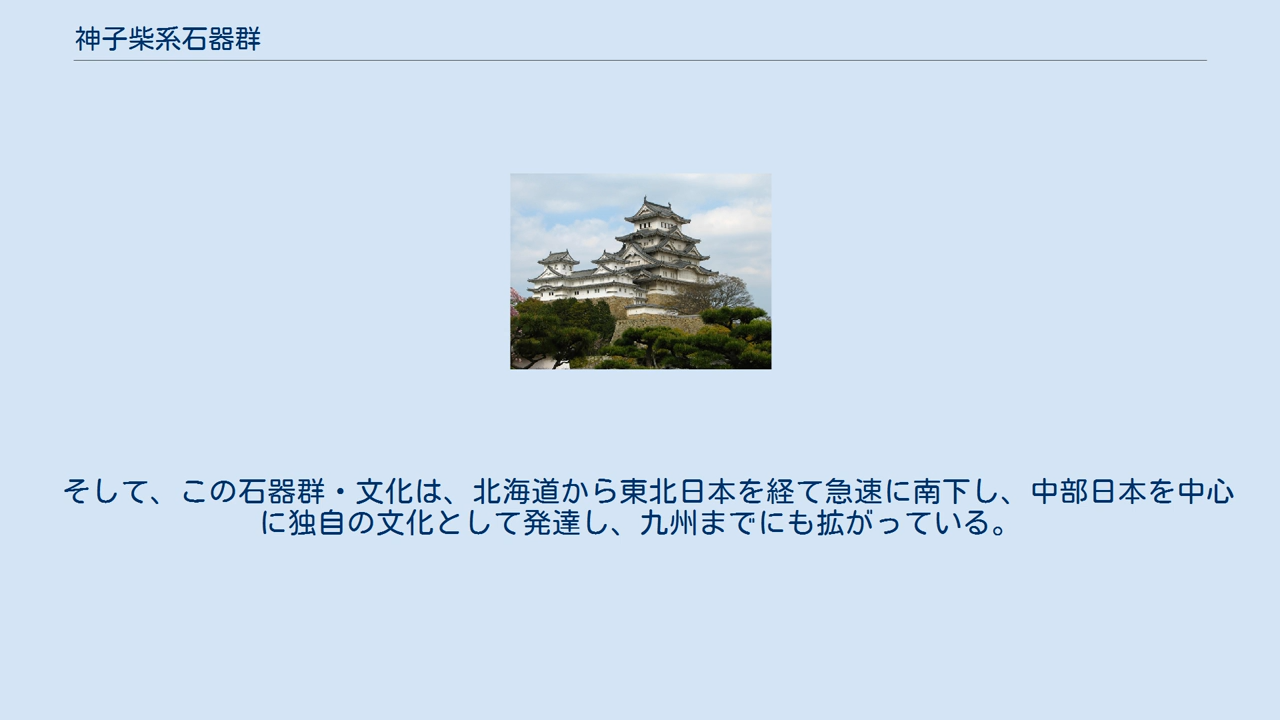 神子柴系石器群
そして、この石器群・文化は、北海道から東北日本を経て急速に南下し、中部日本を中心
に独自の文化として発達し、九州までにも拡がっている。